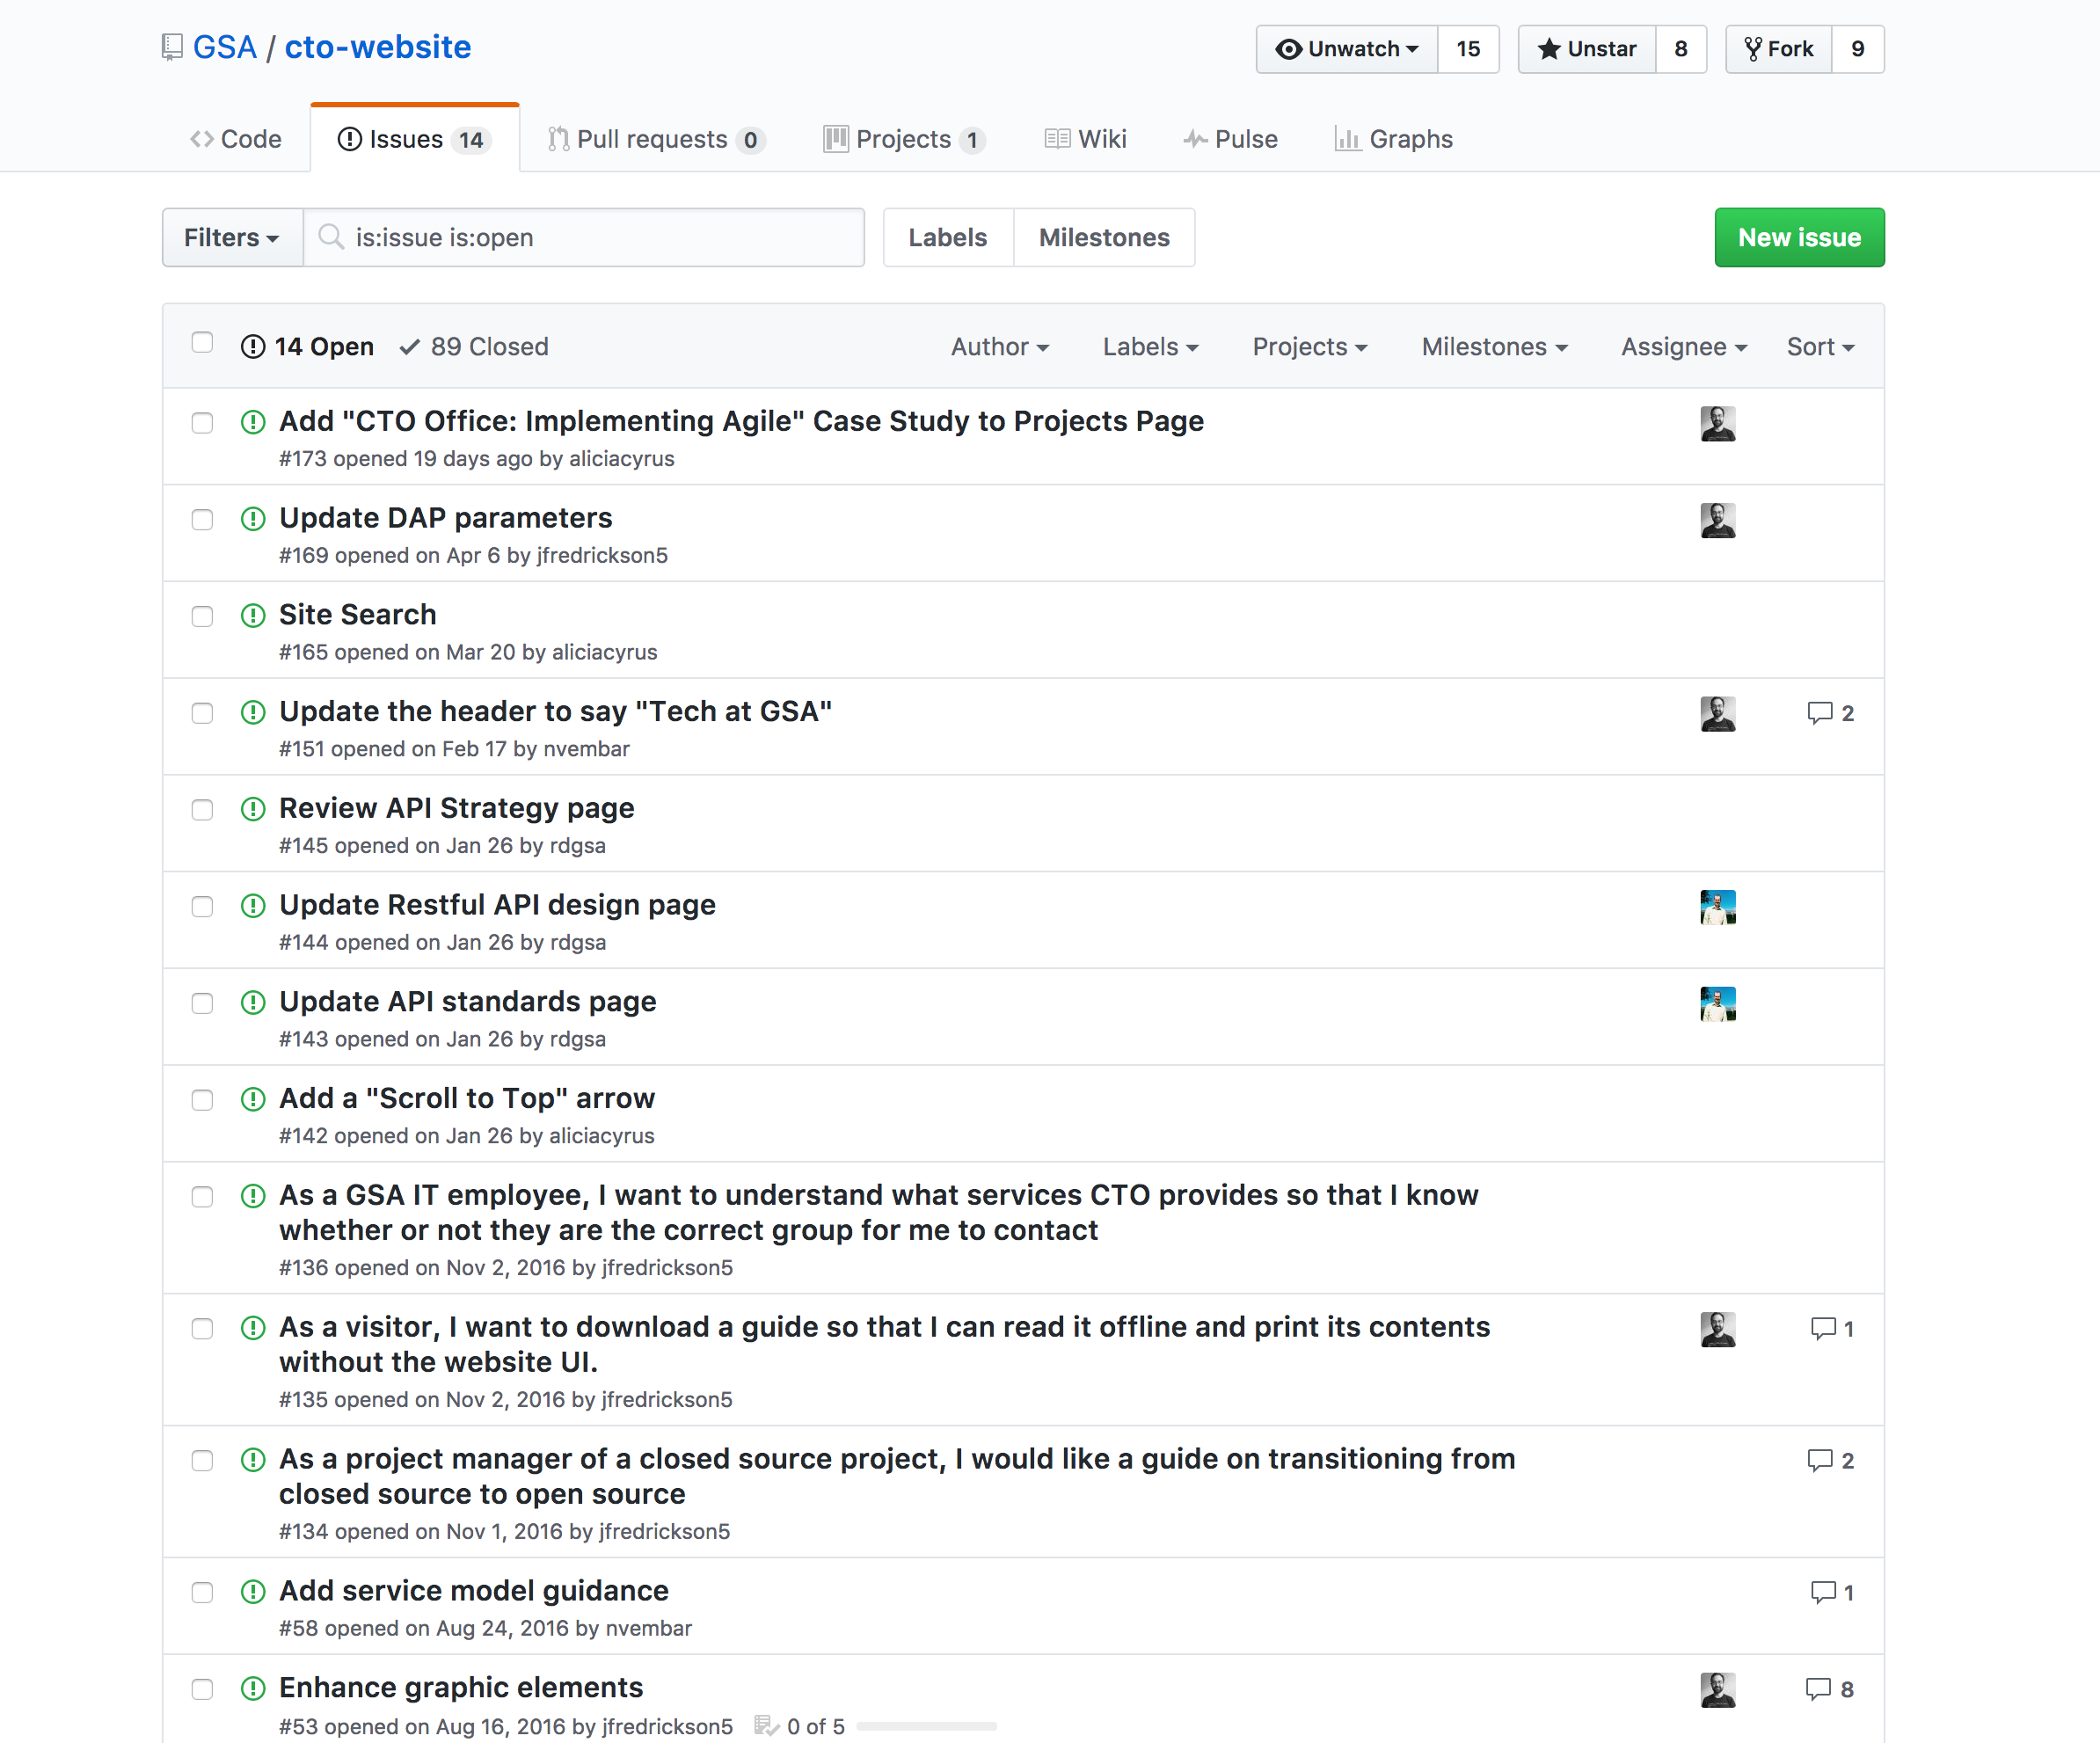 GSA / cto-website
Unwatch 15 Unstar 8 Fork 9
Code Issues 14 Pull requests 0 Projects 1 Wiki Pulse Graphs
Filters is:issue is:open Labels Milestones New issue
14 Open 89 Closed Author Labels Projects Milestones Assignee Sort
Add "CTO Office: Implementing Agile" Case Study to Projects Page
#173 opened 19 days ago by aliciacyrus
Update DAP parameters
#169 opened on Apr 6 by jfredrickson5
Site Search
#165 opened on Mar 20 by aliciacyrus
Update the header to say "Tech at GSA" 2
#151 opened on Feb 17 by nvembar
Review API Strategy page
#145 opened on Jan 26 by rdgsa
Update Restful API design page
#144 opened on Jan 26 by rdgsa
Update API standards page
#143 opened on Jan 26 by rdgsa
Add a "Scroll to Top" arrow
#142 opened on Jan 26 by aliciacyrus
As a GSA IT employee, I want to understand what services CTO provides so that I know
whether or not they are the correct group for me to contact
#136 opened on Nov 2, 2016 by jfredrickson5
As a visitor, I want to download a guide so that I can read it offline and print its contents 1
without the website UI.
#135 opened on Nov 2, 2016 by jfredrickson5
As a project manager of a closed source project, I would like a guide on transitioning from 2
closed source to open source
#134 opened on Nov 1, 2016 by jfredrickson5
Add service model guidance 1
#58 opened on Aug 24, 2016 by nvembar
Enhance graphic elements 8
#53 opened on Aug 16, 2016 by jfredrickson5 0 of 5